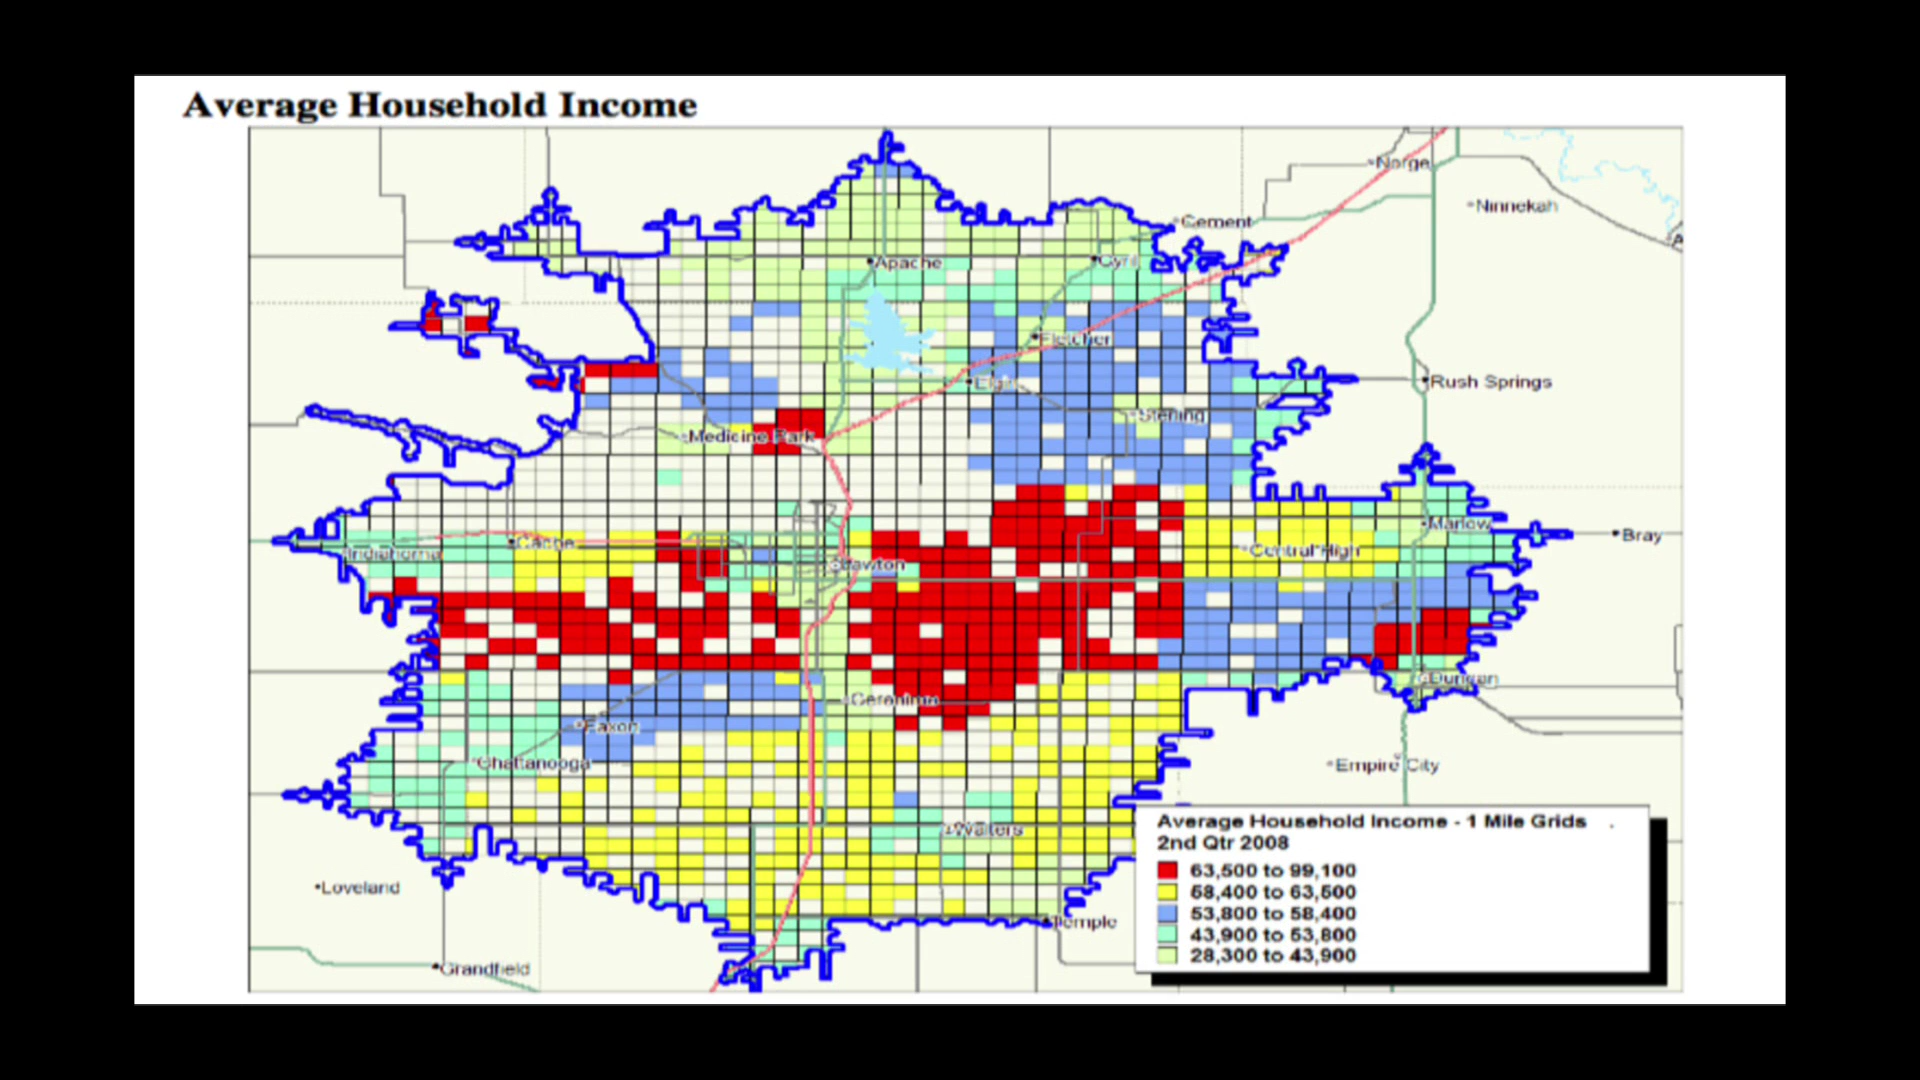 Average Household Income
Norge
Ninnekah
Cement
Apache
Cyril
Fletcher
Elgin
Rush Springs
Sterling
Medicine Park
Marlow
Bray
Indiahoma
Cache
Central High
Lawton
Duncan
Geronimo
Faxon
Chattanooga
Empire City
Walters
Loveland
Temple
Grandfield
Average Household Income - 1 Mile Grids
2nd Qtr 2008
63,500 to 99,100
58,400 to 63,500
53,800 to 58,400
43,900 to 53,800
28,300 to 43,900